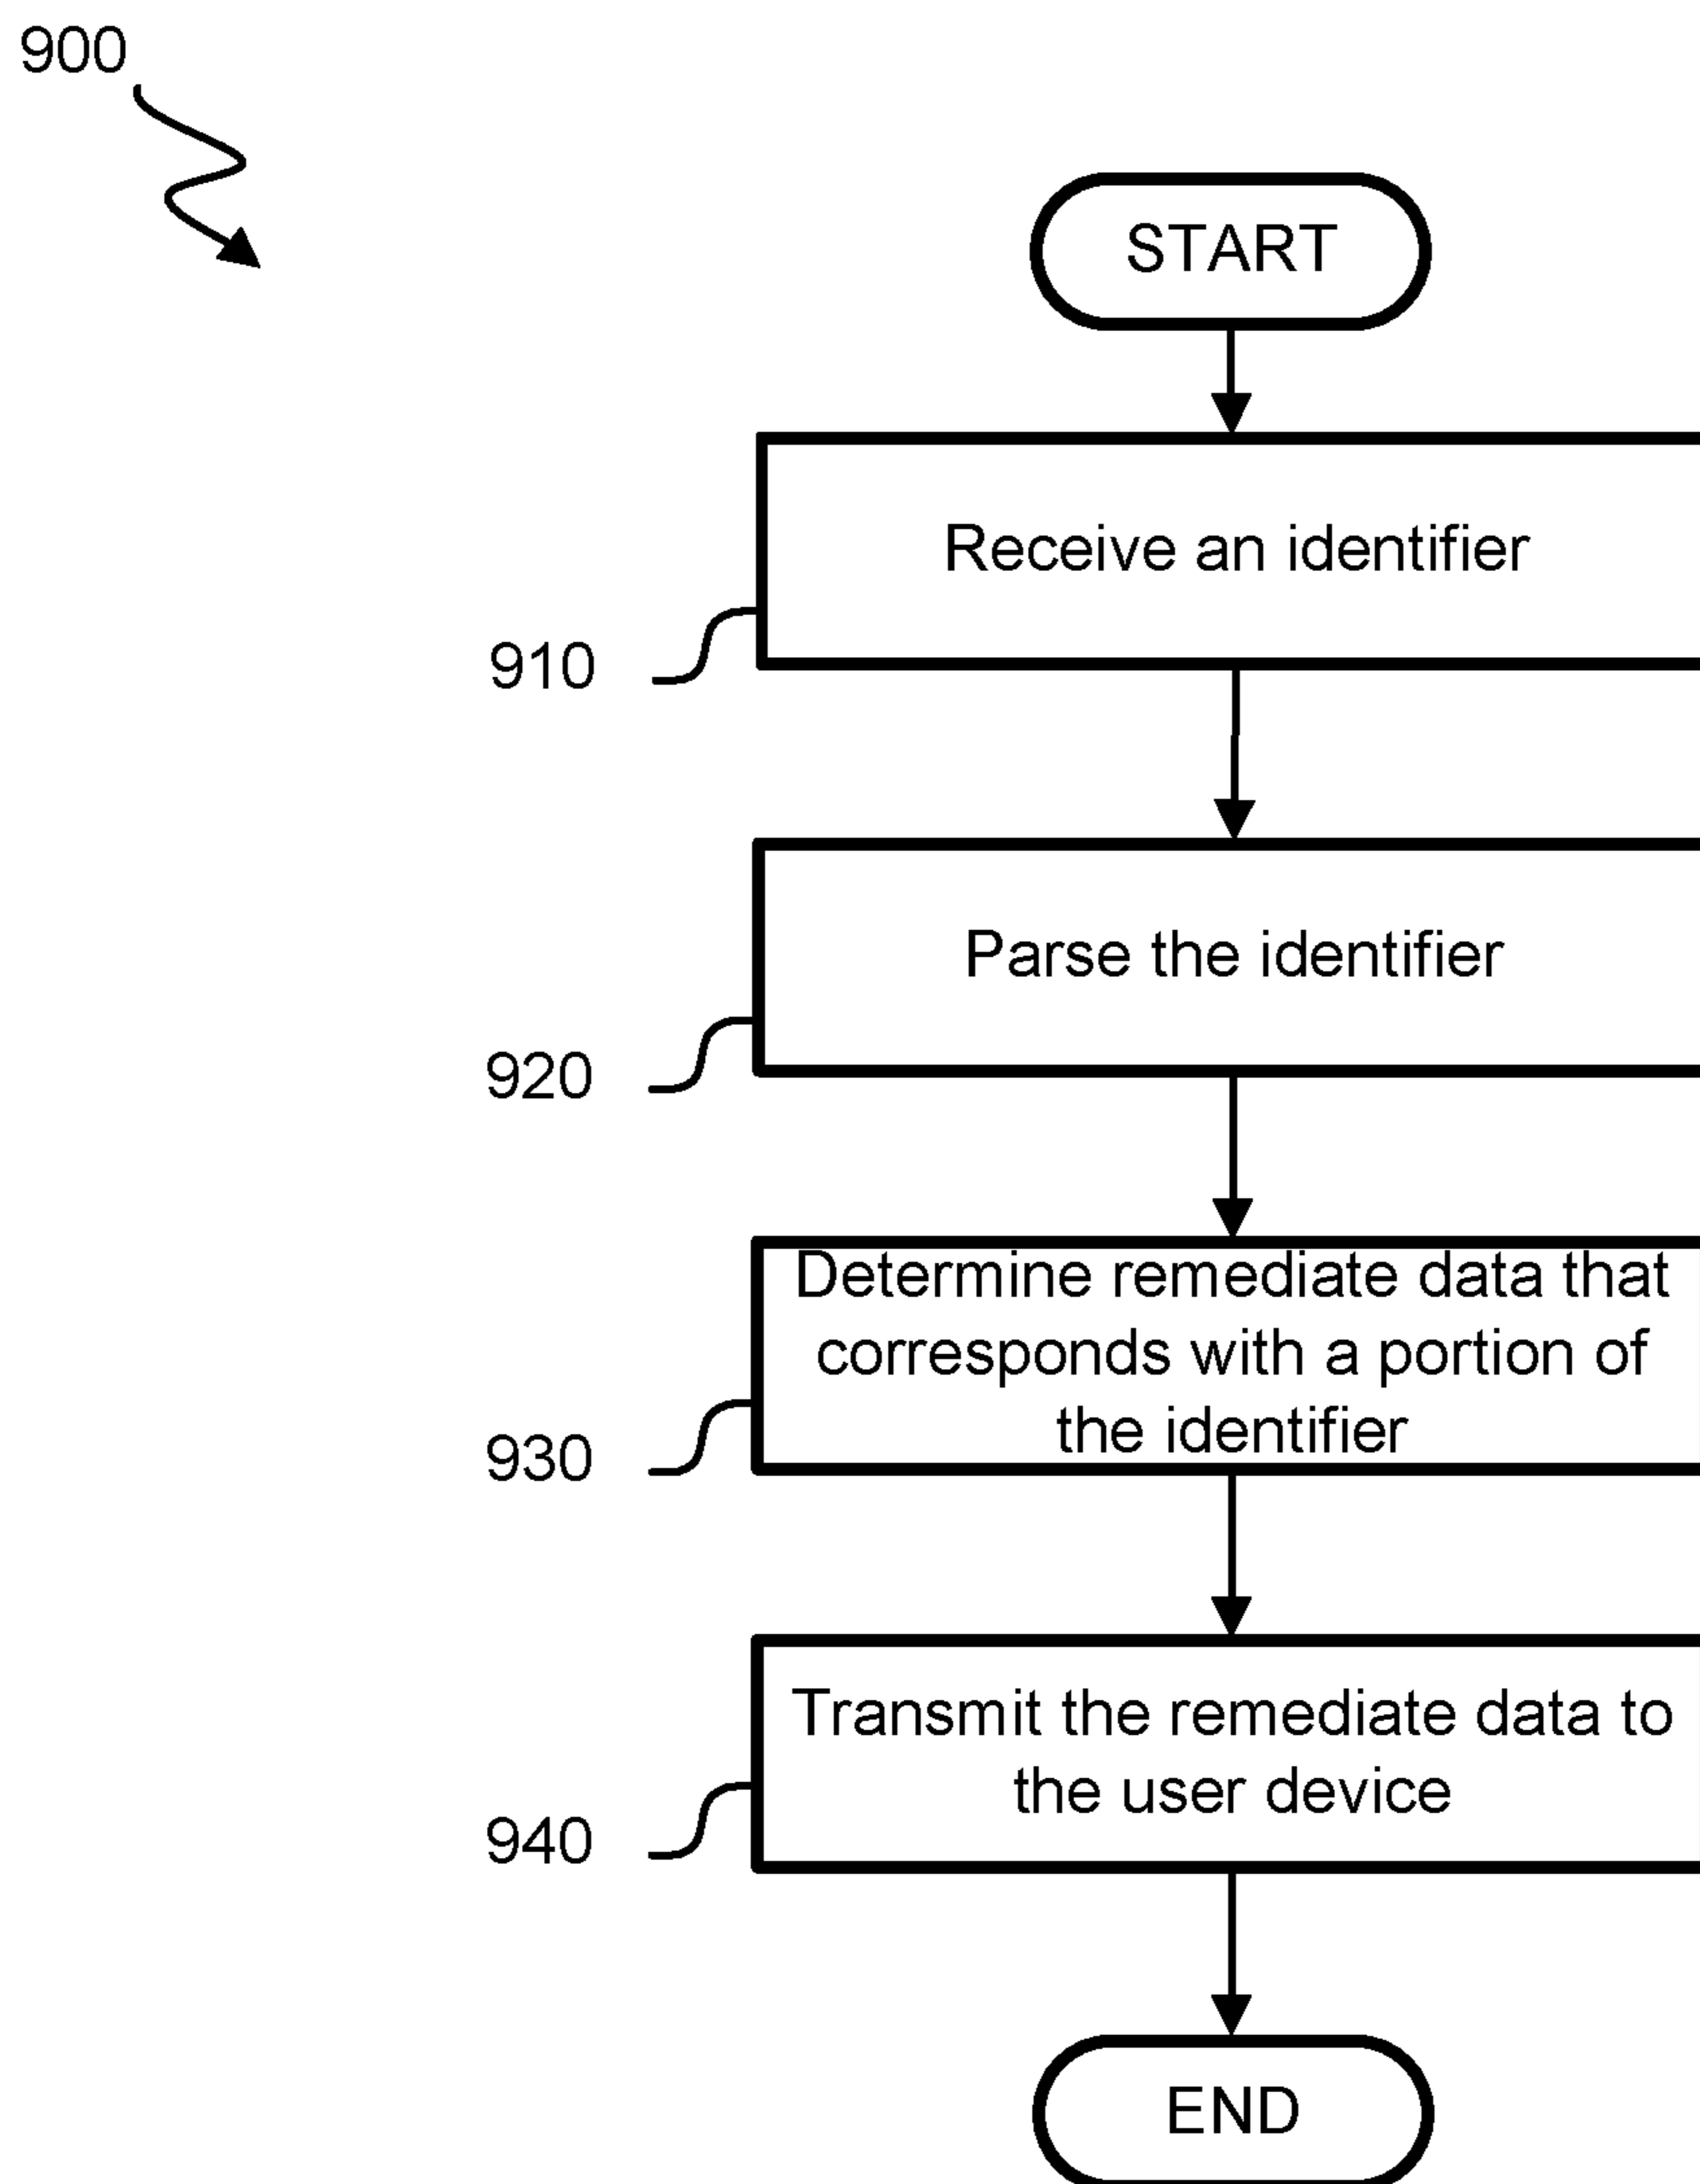 900
START
Receive an identifier
910
Parse the identifier
920
Determine remediate data that
corresponds with a portion of
the identifier
930
Transmit the remediate data to
the user device
940
END